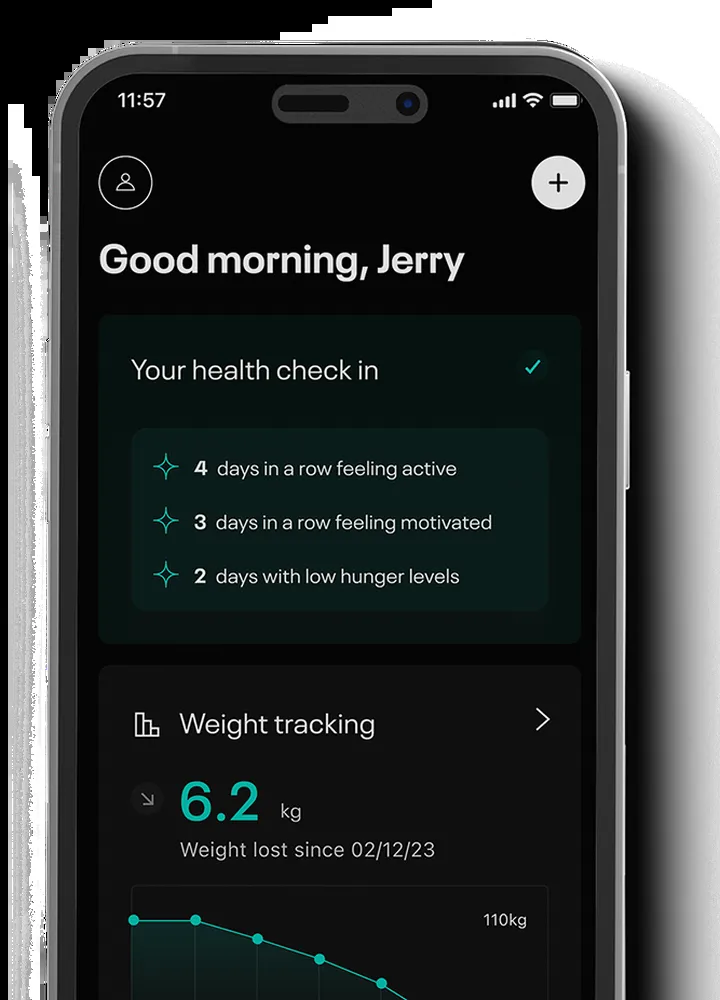 11:57
Good morning, Jerry
Your health check in
4 days in a row feeling active
3 days in a row feeling motivated
2 days with low hunger levels
Weight tracking
6.2 kg
Weight lost since 02/12/23
110kg